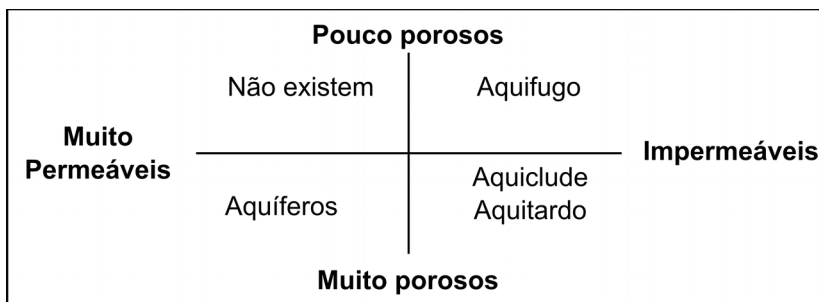 Pouco porosos
Não existem
Aquifugo
Muito
Permeáveis
Impermeáveis
Aquíferos
Aquiclude
Aquitardo
Muito porosos